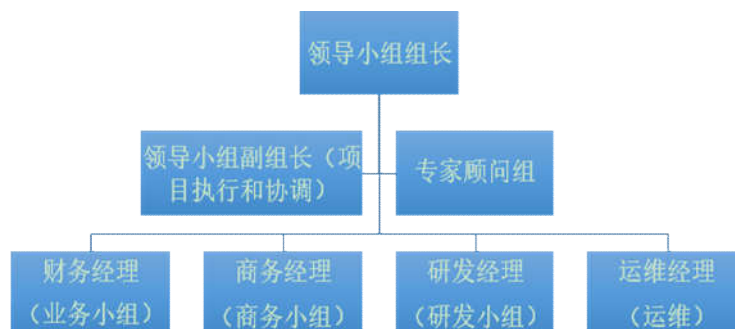 领导小组组长
领导小组副组长（项
目执行和协调）
专家顾问组
财务经理
（业务小组）
商务经理
（商务小组）
研发经理
（研发小组）
运维经理
（运维）